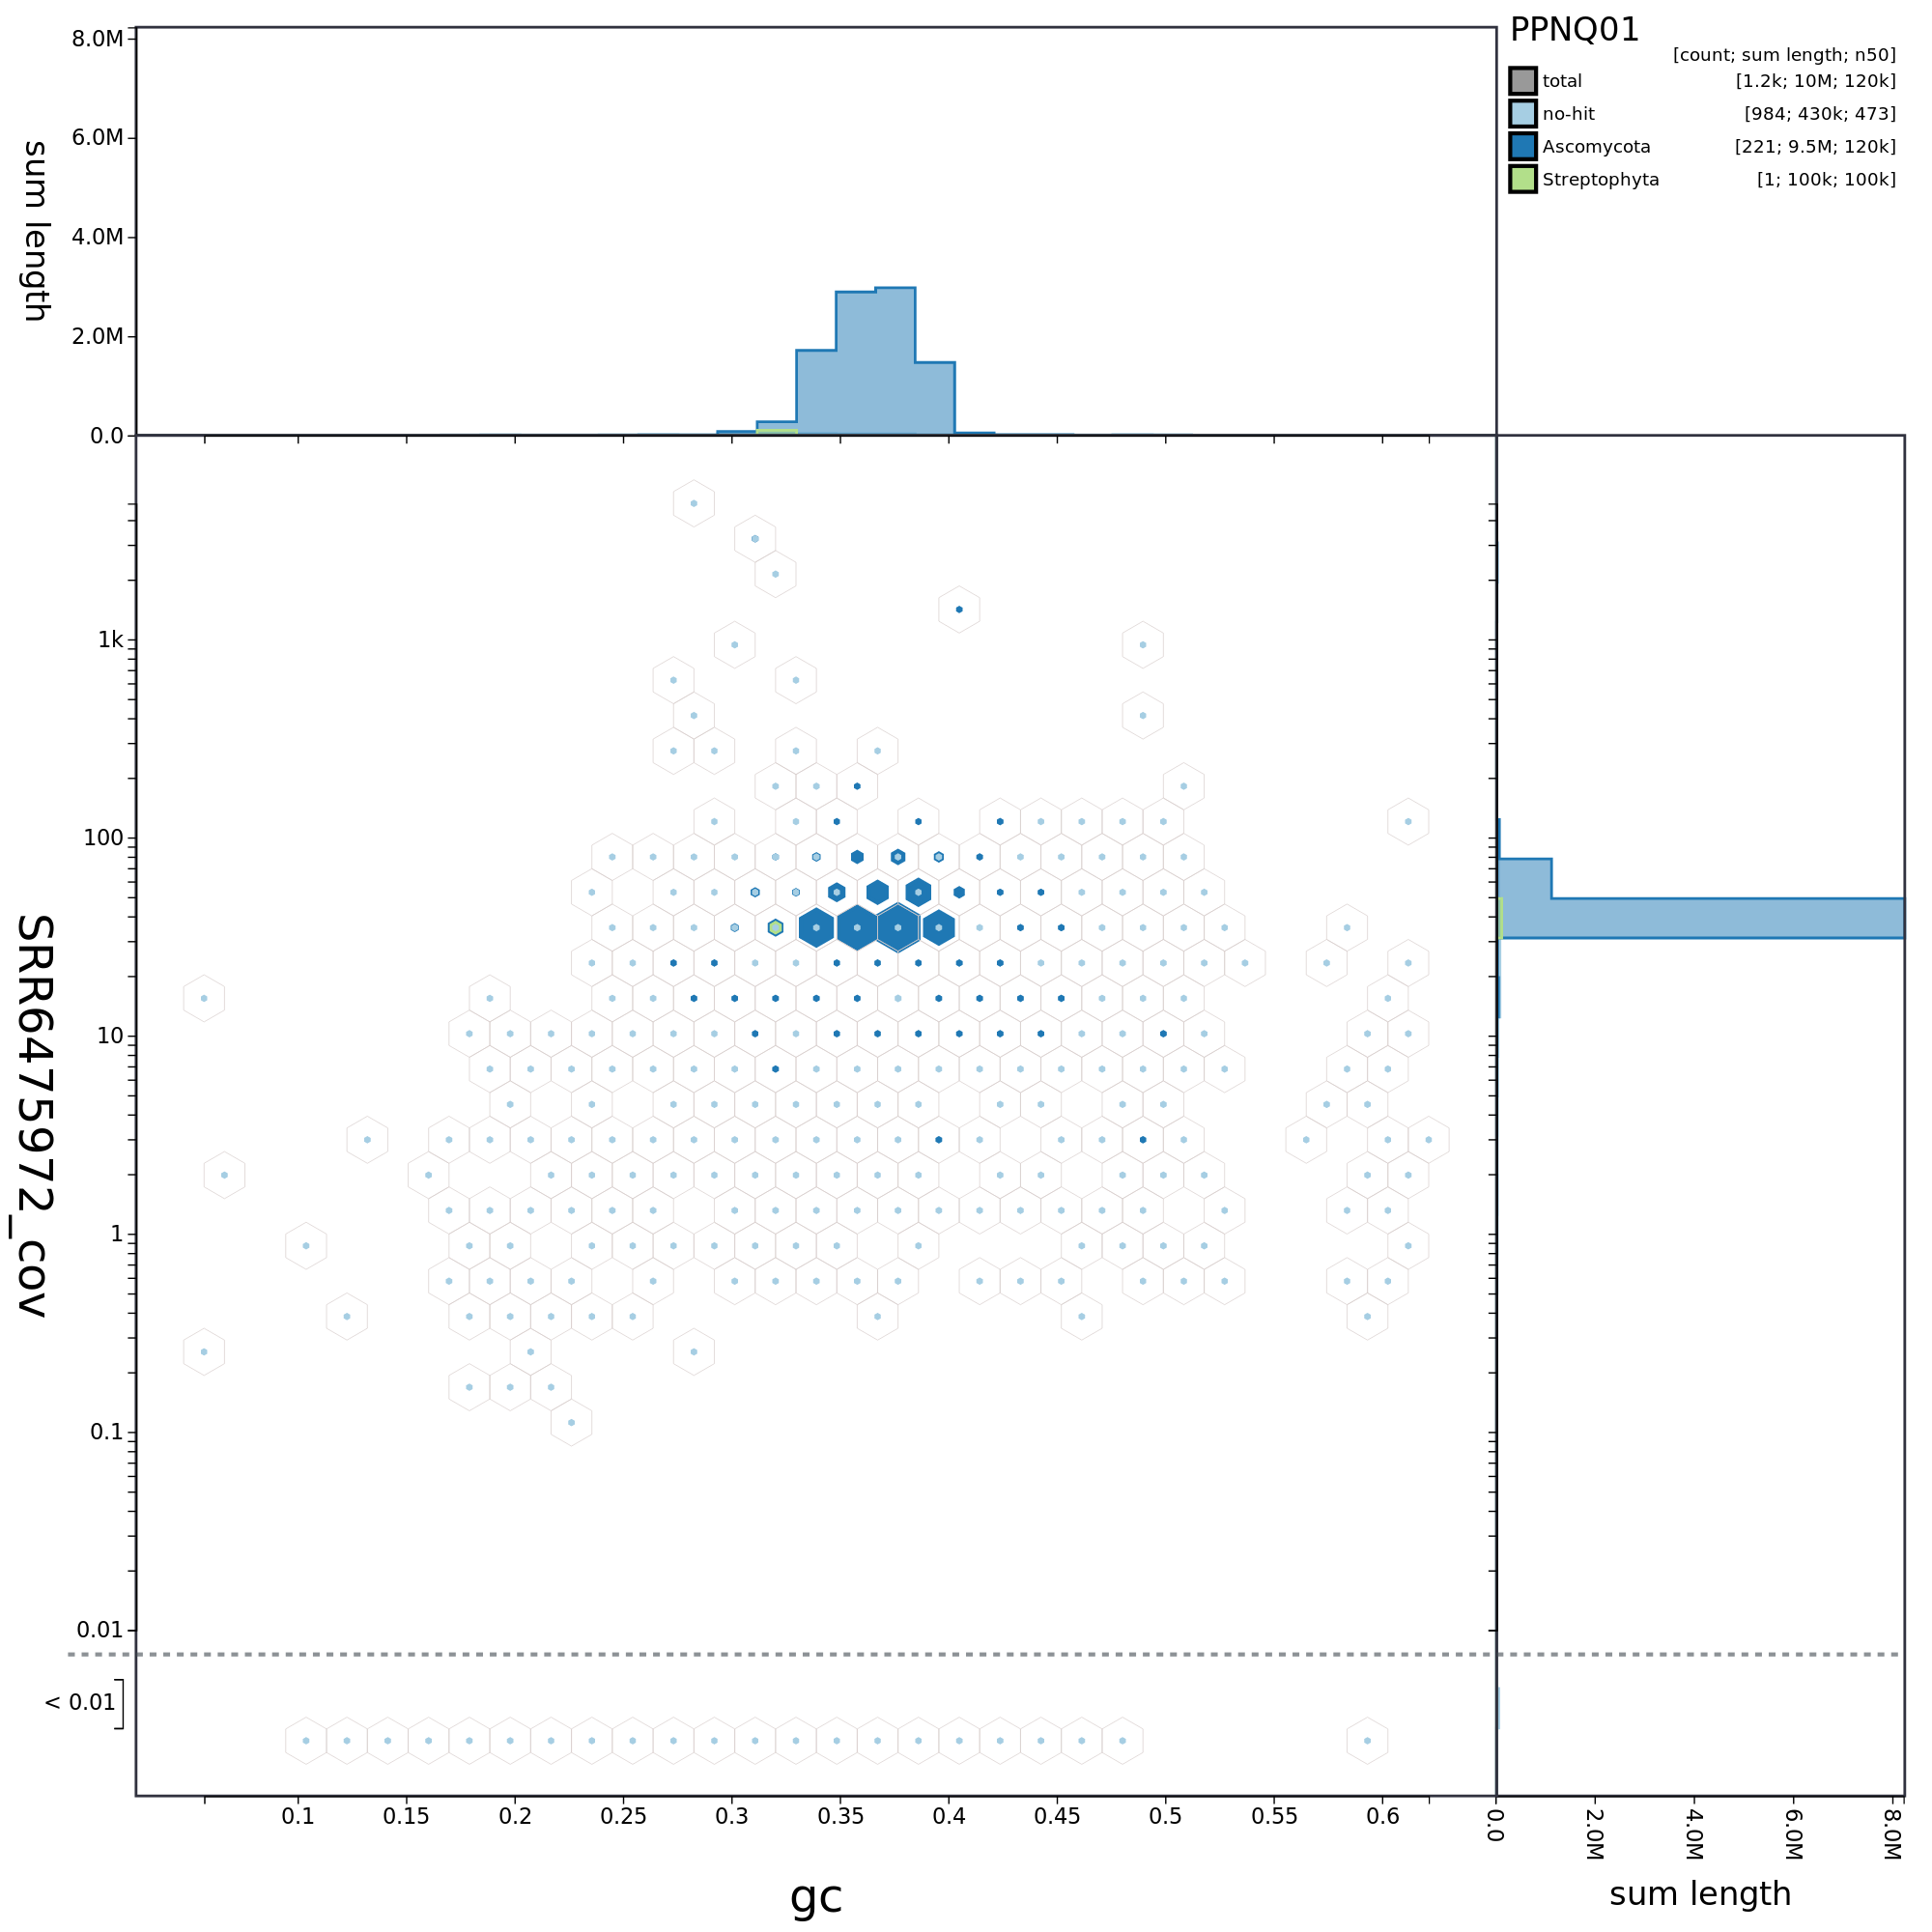 PPNQ01
[count; sum length; n50]
total [1.2k; 10M; 120k]
no-hit [984; 430k; 473]
Ascomycota [221; 9.5M; 120k]
Streptophyta [1; 100k; 100k]
sum length
8.0M
6.0M
4.0M
2.0M
0.0
SRR6475972_cov
1k
100
10
1
0.1
0.01
< 0.01
0.1 0.15 0.2 0.25 0.3 0.35 0.4 0.45 0.5 0.55 0.6
gc
0.0 2.0M 4.0M 6.0M 8.0M
sum length